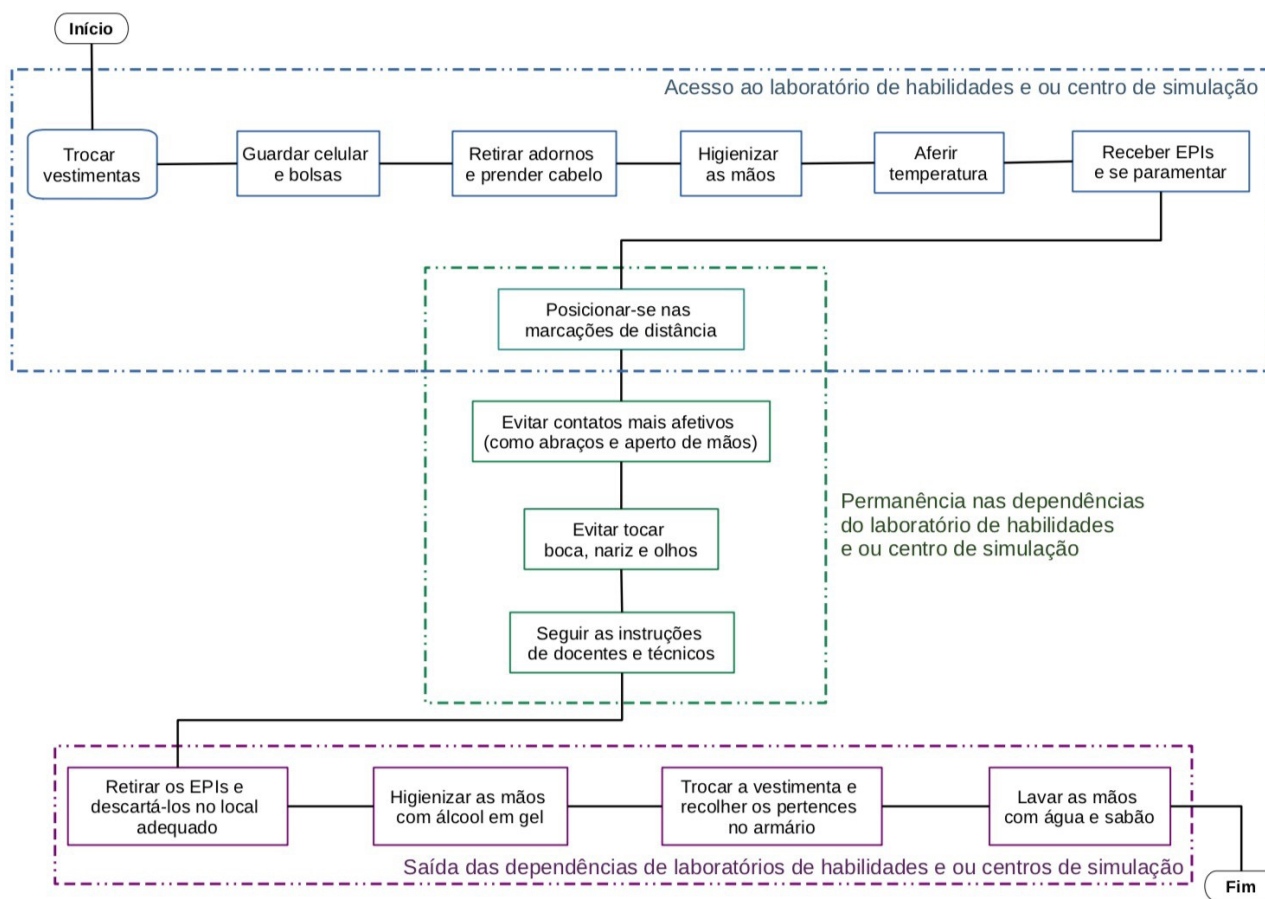 Início
Acesso ao laboratório de habilidades e ou centro de simulação
Trocar
vestimentas
Guardar celular
e bolsas
Retirar adornos
e prender cabelo
Higienizar
as mãos
Aferir
temperatura
Receber EPIs
e se paramentar
Posicionar-se nas
marcações de distância
Evitar contatos mais afetivos
(como abraços e aperto de mãos)
Evitar tocar
boca, nariz e olhos
Seguir as instruções
de docentes e técnicos
Permanência nas dependências
do laboratório de habilidades
e ou centro de simulação
Retirar os EPIs e
descartá-los no local
adequado
Higienizar as mãos
com álcool em gel
Trocar a vestimenta e
recolher os pertences
no armário
Lavar as mãos
com água e sabão
Saída das dependências de laboratórios de habilidades e ou centros de simulação
Fim